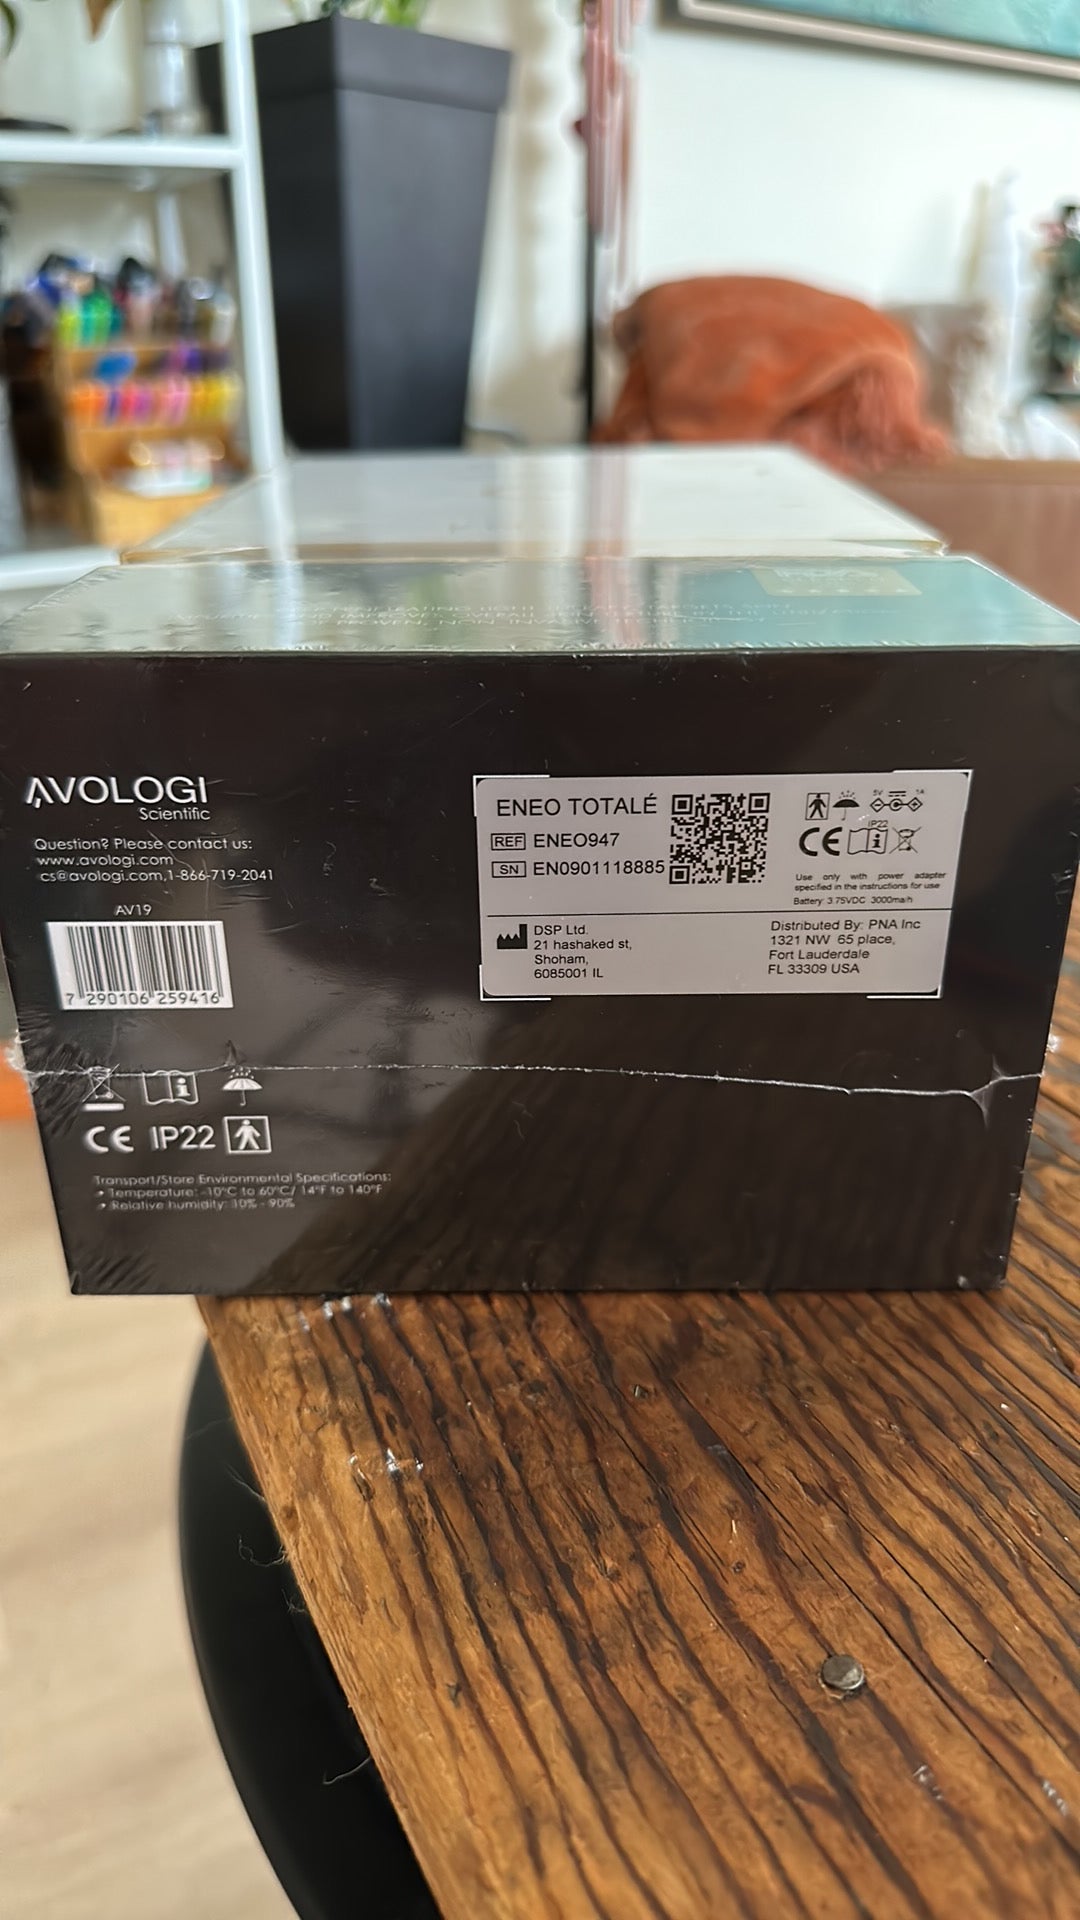 AVOLOGI
Scientific
Question? Please contact us:
www.avologi.com
cs@avologi.com,1-866-719-2041
AV19
7 290106 259416
CE IP22
Transport/Store Environmental Specifications:
Temperature: -10°C to 60°C/ 14°F to 140°F
Relative humidity: 10% - 90%
ENEO TOTALÉ
REF ENEO947
SN EN0901118885
5V 1A
IP22
CE
Use only with power adapter
specified in the instructions for use
Battery: 3.75VDC 3000ma/h
DSP Ltd.
21 hashaked st,
Shoham,
6085001 IL
Distributed By: PNA Inc
1321 NW 65 place,
Fort Lauderdale
FL 33309 USA